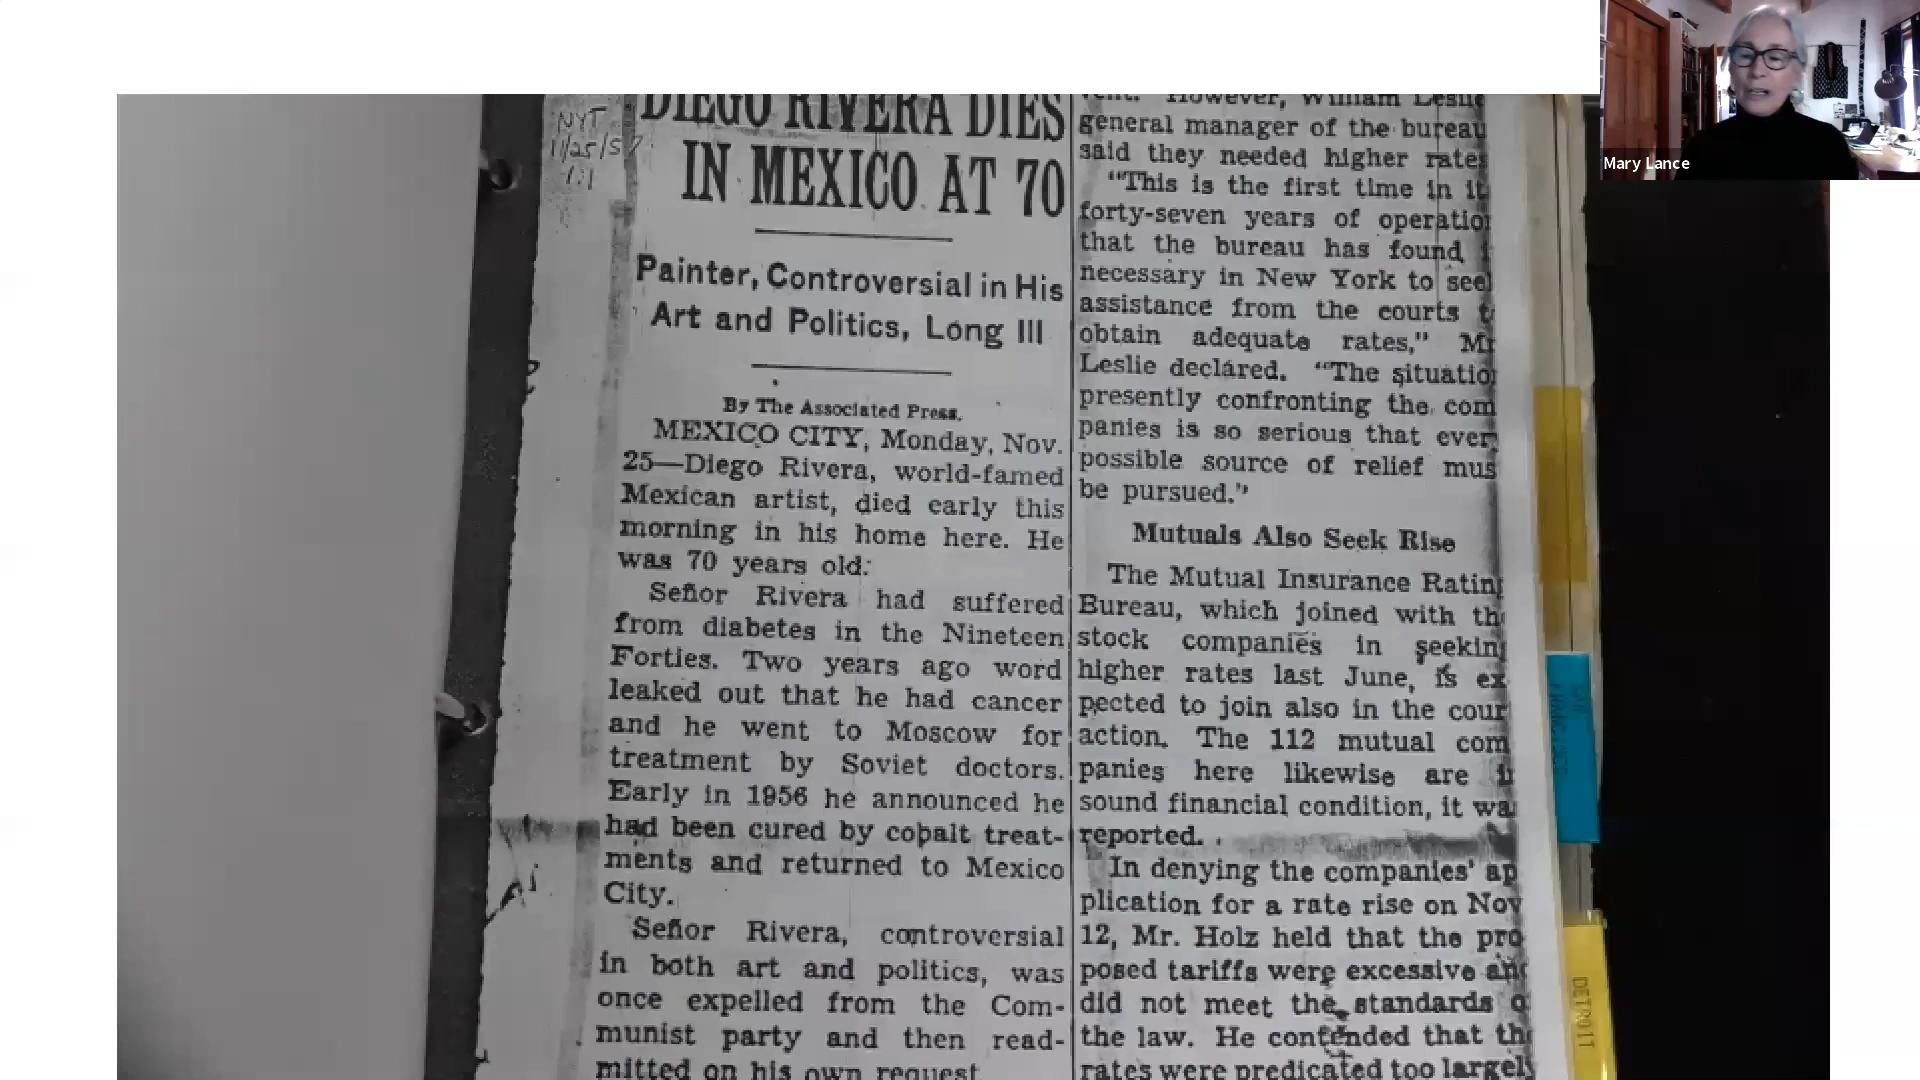 NYT
11/25/57
1:1
DIEGO RIVERA DIES
IN MEXICO AT 70
Painter, Controversial in His
Art and Politics, Long Ill
By The Associated Press.
MEXICO CITY, Monday, Nov.
25—Diego Rivera, world-famed
Mexican artist, died early this
morning in his home here. He
was 70 years old.
Señor Rivera had suffered
from diabetes in the Nineteen
Forties. Two years ago word
leaked out that he had cancer
and he went to Moscow for
treatment by Soviet doctors.
Early in 1956 he announced he
had been cured by cobalt treat-
ments and returned to Mexico
City.
Señor Rivera, controversial
in both art and politics, was
once expelled from the Com-
munist party and then read-
mitted on his own request
vent. However, William Leslie
general manager of the bureau
said they needed higher rates
"This is the first time in it
forty-seven years of operatio
that the bureau has found i
necessary in New York to see
assistance from the courts t
obtain adequate rates," Mr
Leslie declared. "The situatio
presently confronting the com
panies is so serious that ever
possible source of relief mus
be pursued."
Mutuals Also Seek Rise
The Mutual Insurance Rating
Bureau, which joined with the
stock companies in seeking
higher rates last June, is ex-
pected to join also in the cour
action. The 112 mutual com
panies here likewise are in
sound financial condition, it wa
reported.
In denying the companies' ap
plication for a rate rise on Nov
12, Mr. Holz held that the pro
posed tariffs were excessive and
did not meet the standards o
the law. He contended that th
rates were predicated too largely
DETROIT
Mary Lance